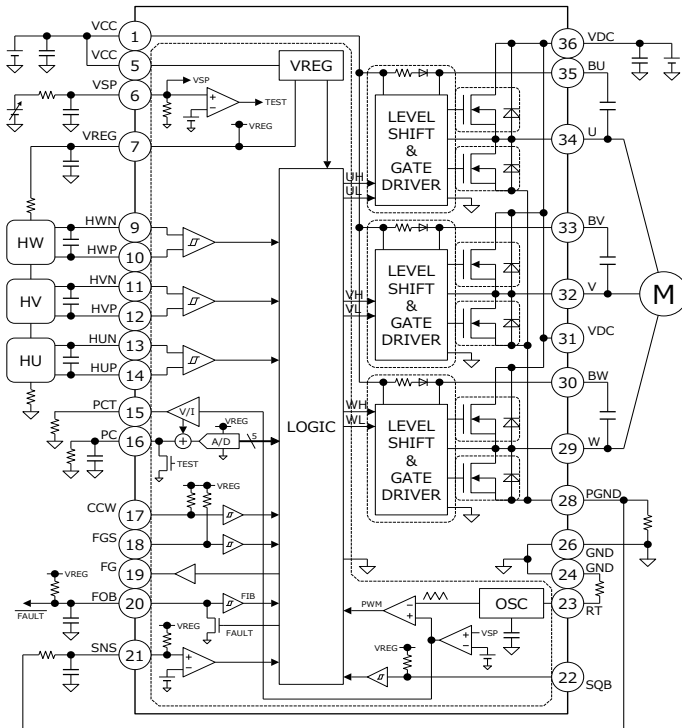 VCC 1
VCC 5
VSP 6
VREG 7
HWN 9
HWP 10
HVN 11
HVP 12
HUN 13
HUP 14
PCT 15
PC 16
CCW 17
FGS 18
FG 19
FOB 20
SNS 21
HW
HV
HU
FAULT
VREG
VREG
VSP
TEST
VREG
V/I
VREG
+
A/D
5
TEST
VREG
VREG
FIB
FAULT
VREG
LOGIC
UH
UL
VH
VL
WH
WL
LEVEL
SHIFT
&
GATE
DRIVER
LEVEL
SHIFT
&
GATE
DRIVER
LEVEL
SHIFT
&
GATE
DRIVER
PWM
OSC
VSP
VREG
36 VDC
35 BU
34 U
33 BV
32 V
31 VDC
30 BW
29 W
28 PGND
26 GND
24 GND
23 RT
22 SQB
M